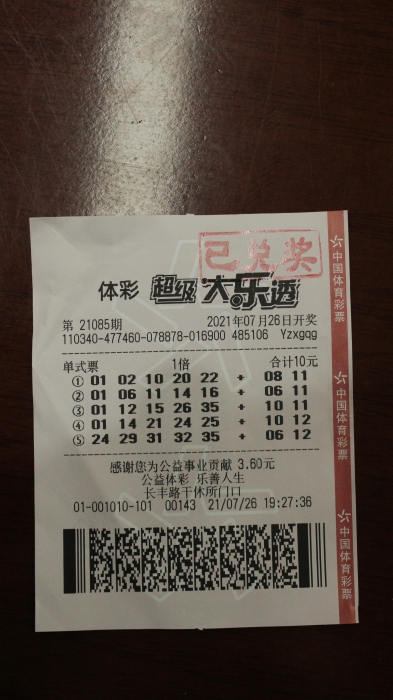 已兑奖
体彩 超级大乐透
第 21085期 2021年07月26日开奖
110340-477460-078878-016900 485106 Yzxgqg
单式票 1倍 合计10元
① 01 02 10 20 22 + 08 11
② 01 06 11 14 16 + 06 11
③ 01 12 15 26 35 + 10 11
④ 01 14 21 24 25 + 10 12
⑤ 24 29 31 32 35 + 06 12
感谢您为公益事业贡献 3.60元
公益体彩 乐善人生
长丰路干休所门口
01-001010-101 00143 21/07/26 19:27:36
中国体育彩票
中国体育彩票
中国体育彩票